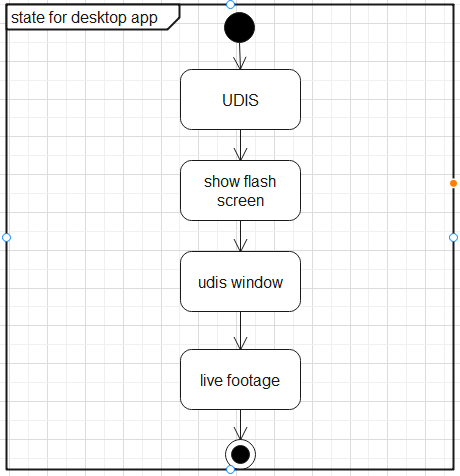 state for desktop app
UDIS
show flash
screen
udis window
live footage